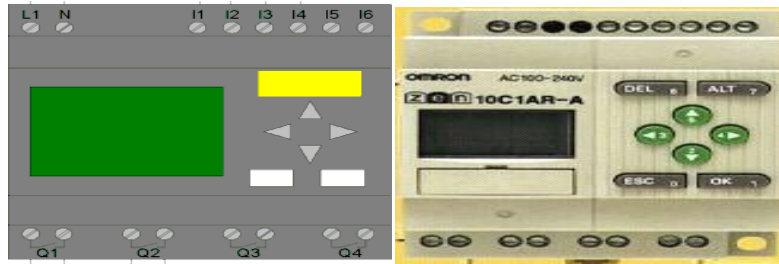 L1 N I1 I2 I3 I4 i5 I6
Q1 Q2 Q3 Q4
OMRON AC100-240V
ZEN 10C1AR-A
DEL 6 ALT 7
5
3 4
2
ESC 0 OK 1